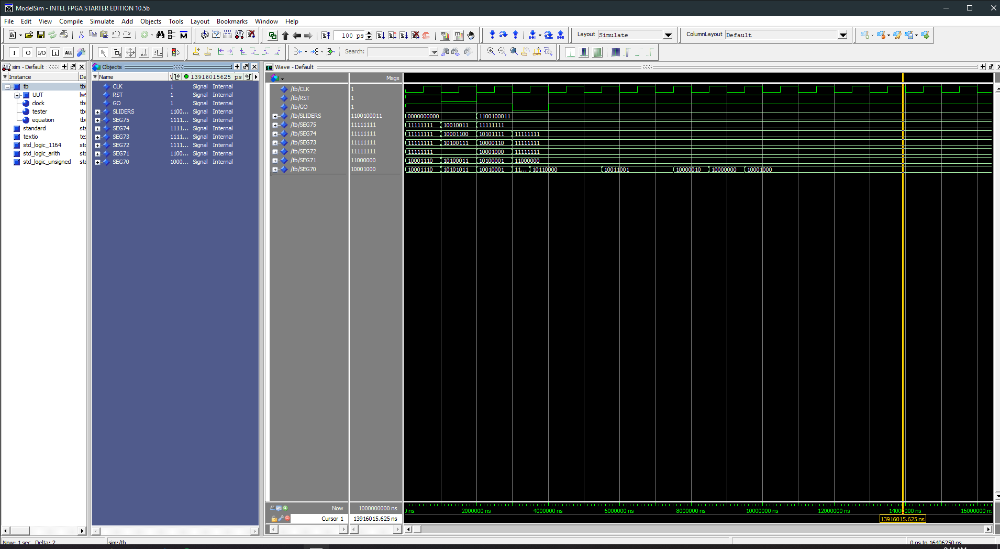 ModelSim - INTEL FPGA STARTER EDITION 10.5b
File Edit View Compile Simulate Add Objects Tools Layout Bookmarks Window Help
100 ps
Layout Simulate
ColumnLayout Default
I O I/O ALL
Search:
sim - Default
Objects
Wave - Default
Instance
tb tb
UUT lw
clock tb
tester tb
equation tb
standard sta
textio tex
std_logic_1164 std
std_logic_arith std
std_logic_unsigned std
Name
13916015625 ps
CLK 1 Signal Internal
RST 1 Signal Internal
GO 1 Signal Internal
SLIDERS 1100... Signal Internal
SEG75 1111... Signal Internal
SEG74 1111... Signal Internal
SEG73 1111... Signal Internal
SEG72 1111... Signal Internal
SEG71 1100... Signal Internal
SEG70 1000... Signal Internal
Msgs
/tb/CLK 1
/tb/RST 1
/tb/GO 1
/tb/SLIDERS 1100100011 0000000000 1100100011
/tb/SEG75 11111111 11111111 10010011 11111111
/tb/SEG74 11111111 11111111 10001100 10101111 11111111
/tb/SEG73 11111111 11111111 10100111 10000110 11111111
/tb/SEG72 11111111 11111111 10001000 11111111
/tb/SEG71 11000000 10001110 10100011 10100001 11000000
/tb/SEG70 10001000 10001110 10101011 10010001 11... 10110000 10011001 10000010 10000000 10001000
Now 1000000000 ns
ns 2000000 ns 4000000 ns 6000000 ns 8000000 ns 10000000 ns 12000000 ns 14000000 ns 16000000 ns
Cursor 1 13916015.625 ns 13916015.625 ns
Now: 1 sec Delta: 2
sim:/tb
0 ns to 16406250 ns